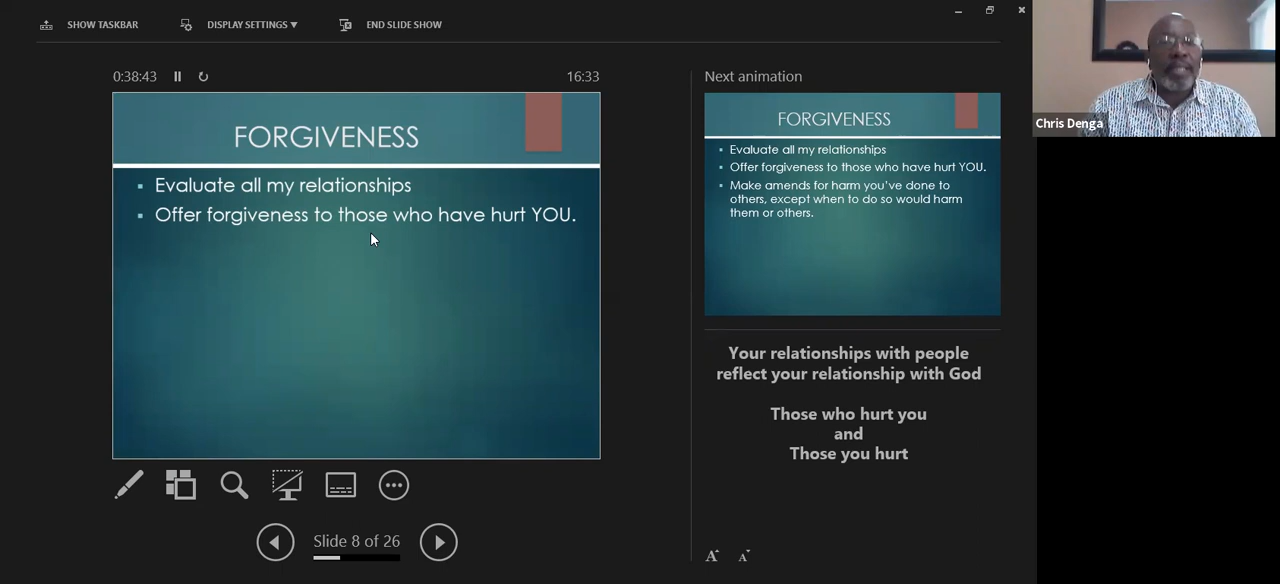 SHOW TASKBAR
DISPLAY SETTINGS ▼
END SLIDE SHOW
0:38:43
16:33
FORGIVENESS
▪ Evaluate all my relationships
▪ Offer forgiveness to those who have hurt YOU.
Slide 8 of 26
Next animation
FORGIVENESS
▪ Evaluate all my relationships
▪ Offer forgiveness to those who have hurt YOU.
▪ Make amends for harm you’ve done to
others, except when to do so would harm
them or others.
Your relationships with people
reflect your relationship with God
Those who hurt you
and
Those you hurt
A A
Chris Denga